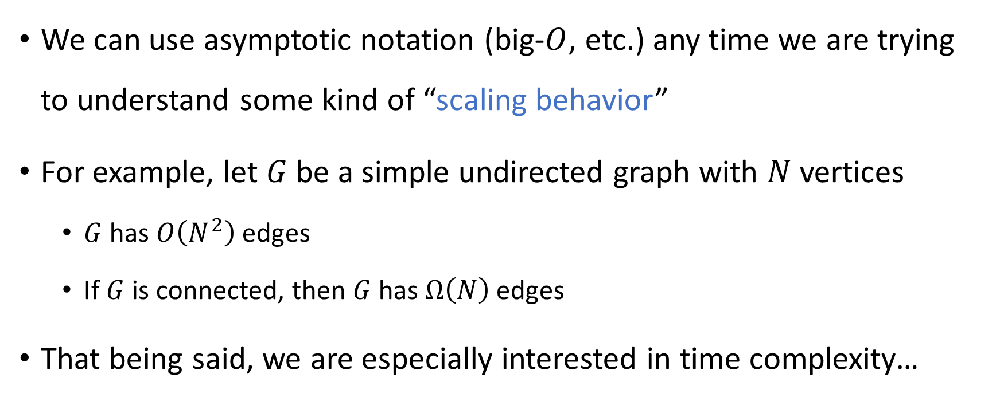 • We can use asymptotic notation (big-𝑂, etc.) any time we are trying
to understand some kind of “scaling behavior”
• For example, let 𝐺 be a simple undirected graph with 𝑁 vertices
• 𝐺 has 𝑂(𝑁²) edges
• If 𝐺 is connected, then 𝐺 has Ω(𝑁) edges
• That being said, we are especially interested in time complexity…